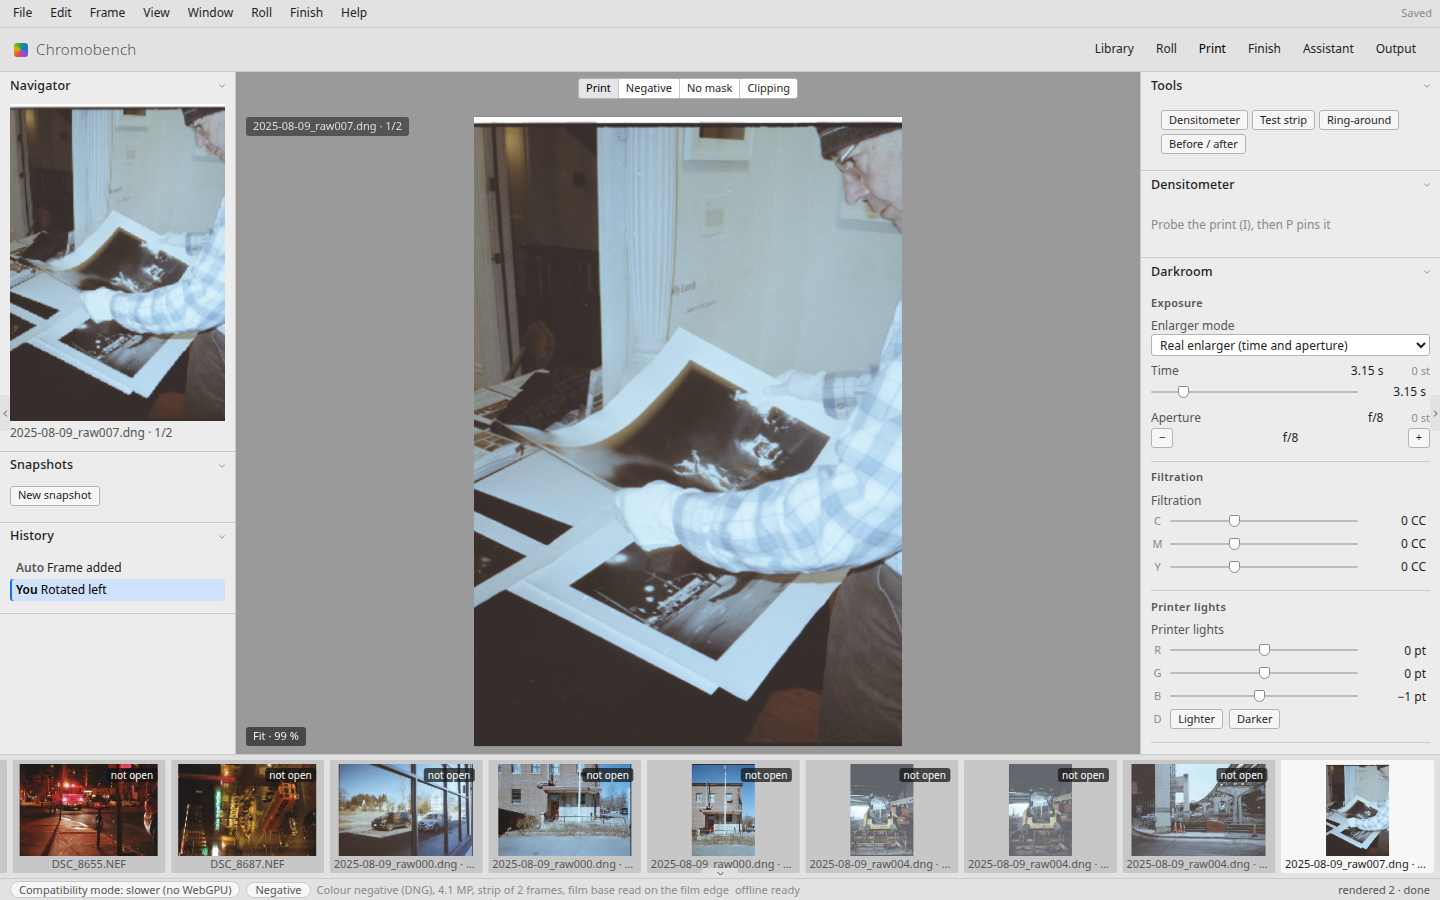 File Edit Frame View Window Roll Finish Help
Saved
Chromobench
Library Roll Print Finish Assistant Output
Navigator
2025-08-09_raw007.dng · 1/2
Snapshots
New snapshot
History
Auto Frame added
You Rotated left
Print Negative No mask Clipping
2025-08-09_raw007.dng · 1/2
Fit · 99 %
Tools
Densitometer Test strip Ring-around
Before / after
Densitometer
Probe the print (I), then P pins it
Darkroom
Exposure
Enlarger mode
Real enlarger (time and aperture)
Time 3.15 s 0 st
3.15 s
Aperture f/8 0 st
− f/8 +
Filtration
Filtration
C 0 CC
M 0 CC
Y 0 CC
Printer lights
Printer lights
R 0 pt
G 0 pt
B −1 pt
D Lighter Darker
not open not open not open not open not open not open not open not open
DSC_8655.NEF DSC_8687.NEF 2025-08-09_raw000.dng · ... 2025-08-09_raw000.dng · ... 2025-08-09_raw000.dng · ... 2025-08-09_raw004.dng · ... 2025-08-09_raw004.dng · ... 2025-08-09_raw004.dng · ... 2025-08-09_raw007.dng · ...
Compatibility mode: slower (no WebGPU) Negative Colour negative (DNG), 4.1 MP, strip of 2 frames, film base read on the film edge offline ready
rendered 2 · done